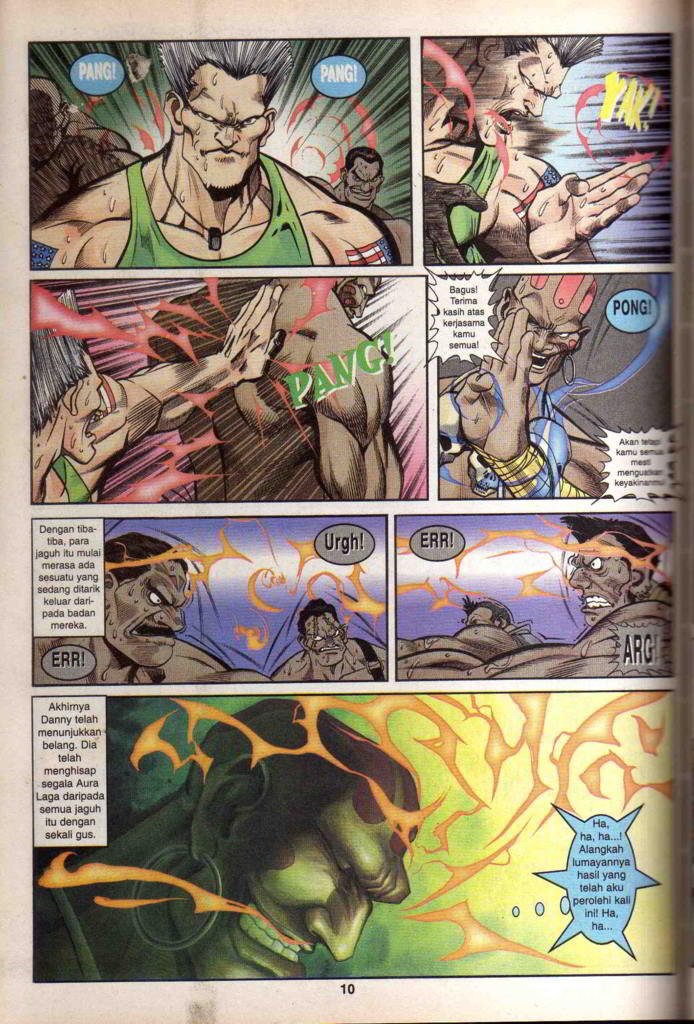 PANG!
PANG!
YAK!
PANG!
Bagus!
Terima
kasih atas
kerjasama
kamu
semua!
PONG!
Akan tetapi
kamu semua
mesti
menguatkan
keyakinanmu
Dengan tiba-
tiba, para
jaguh itu mulai
merasa ada
sesuatu yang
sedang ditarik
keluar dari-
pada badan
mereka.
ERR!
Urgh!
ERR!
ARG!
Akhirnya
Danny telah
menunjukkan
belang. Dia
telah
menghisap
segala Aura
Laga daripada
semua jaguh
itu dengan
sekali gus.
Ha,
ha, ha...!
Alangkah
lumayannya
hasil yang
telah aku
perolehi kali
ini! Ha,
ha...
10